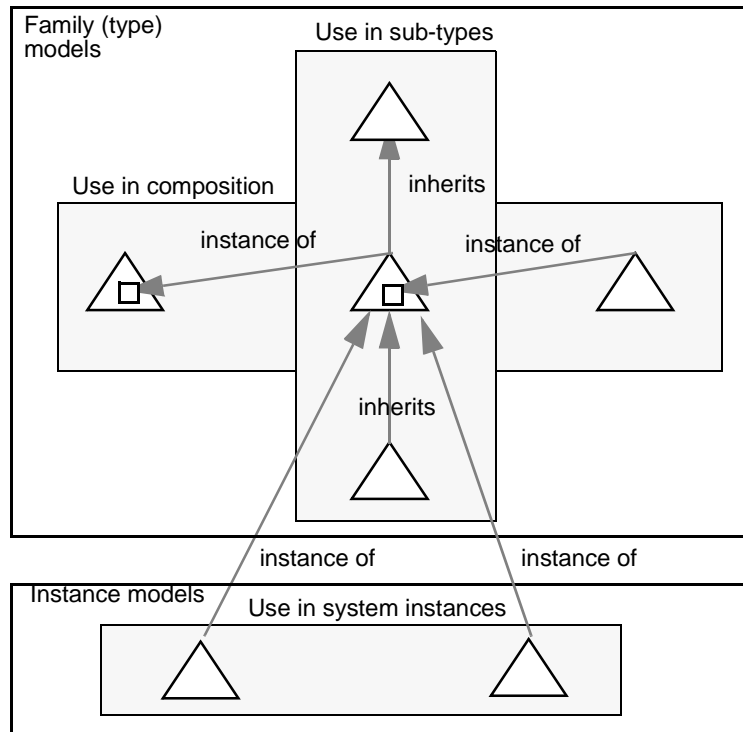 Family (type)
models
Use in sub-types
inherits
Use in composition
instance of
instance of
inherits
instance of
instance of
Instance models
Use in system instances